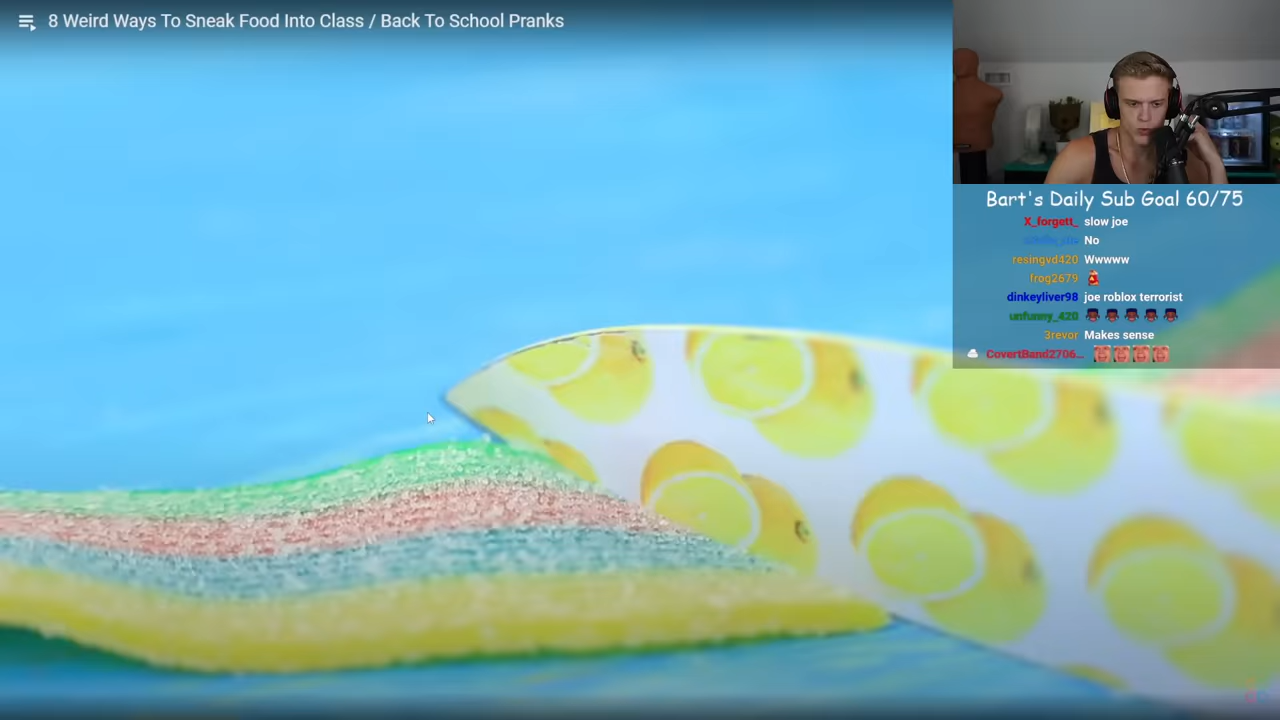 8 Weird Ways To Sneak Food Into Class / Back To School Pranks
Bart's Daily Sub Goal 60/75
X_forgett_ slow joe
No
resingvd420 Wwwww
frog2679
dinkeyliver98 joe roblox terrorist
unfunny_420
3revor Makes sense
CovertBand2706...